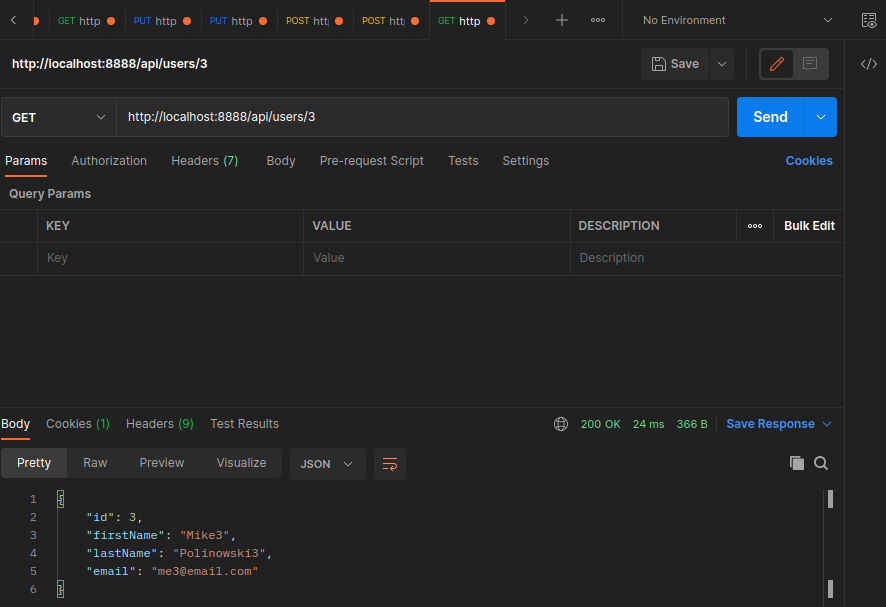 GET http PUT http PUT http POST htt POST htt GET http No Environment
http://localhost:8888/api/users/3 Save
GET http://localhost:8888/api/users/3 Send
Params Authorization Headers (7) Body Pre-request Script Tests Settings Cookies
Query Params
KEY VALUE DESCRIPTION Bulk Edit
Key Value Description
Body Cookies (1) Headers (9) Test Results 200 OK 24 ms 366 B Save Response
Pretty Raw Preview Visualize JSON
1 {
2 "id": 3,
3 "firstName": "Mike3",
4 "lastName": "Polinowski3",
5 "email": "me3@email.com"
6 }